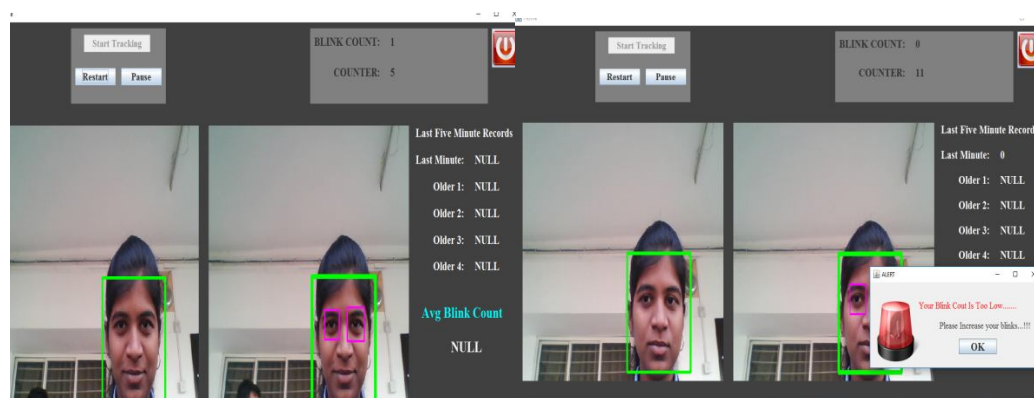 Start Tracking
Restart Pause
BLINK COUNT: 1
COUNTER: 5
Last Five Minute Records
Last Minute: NULL
Older 1: NULL
Older 2: NULL
Older 3: NULL
Older 4: NULL
Avg Blink Count
NULL
Start Tracking
Restart Pause
BLINK COUNT: 0
COUNTER: 11
Last Five Minute Record
Last Minute: 0
Older 1: NULL
Older 2: NULL
Older 3: NULL
Older 4: NULL
ALERT
Your Blink Cout Is Too Low.......
Please Increase your blinks...!!!
OK